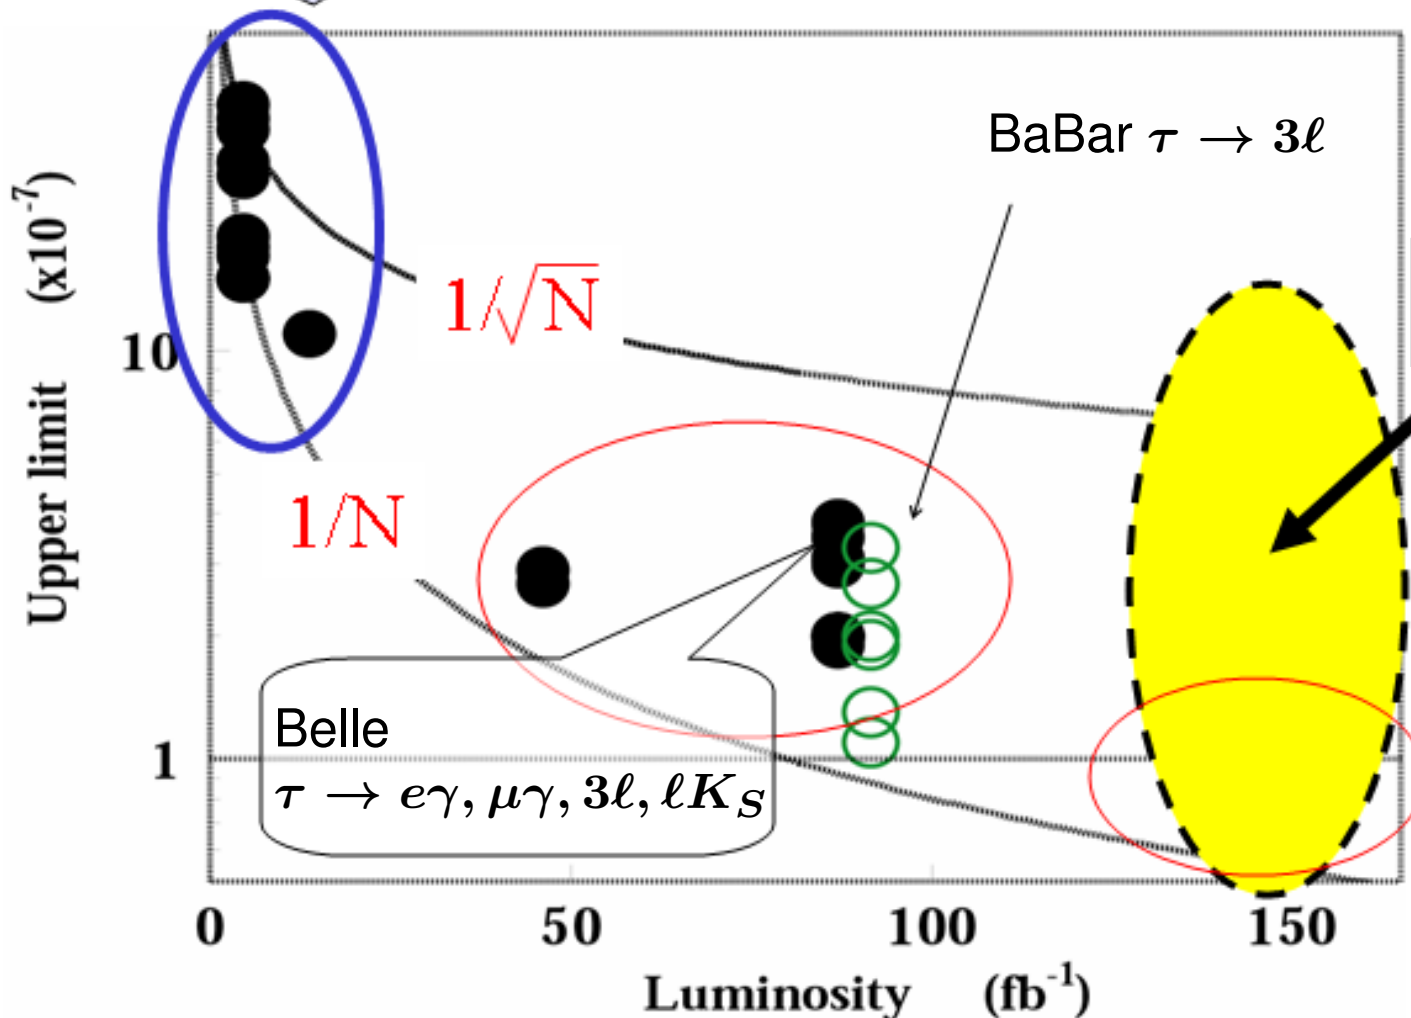 BaBar τ → 3ℓ
Upper limit (x10⁻⁷)
1/√N
10
1/N
Belle
τ → eγ, μγ, 3ℓ, ℓK_S
1
0 50 100 150
Luminosity (fb⁻¹)